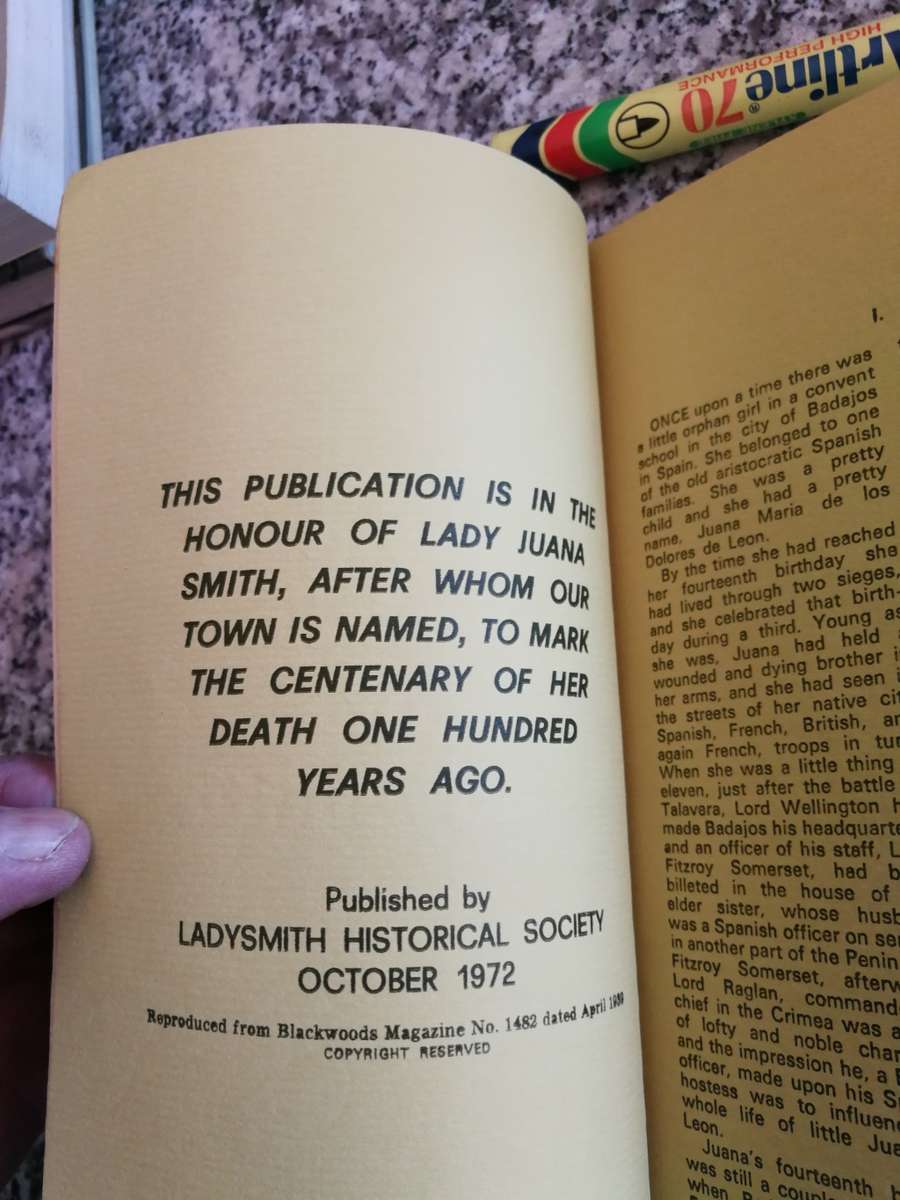 Artline 70
HIGH PERFORMANCE
THIS PUBLICATION IS IN THE
HONOUR OF LADY JUANA
SMITH, AFTER WHOM OUR
TOWN IS NAMED, TO MARK
THE CENTENARY OF HER
DEATH ONE HUNDRED
YEARS AGO.
Published by
LADYSMITH HISTORICAL SOCIETY
OCTOBER 1972
Reproduced from Blackwoods Magazine No. 1482 dated April
COPYRIGHT RESERVED
I.
ONCE upon a time there was
a little orphan girl in a convent
school in the city of Badajos
in Spain. She belonged to one
of the old aristocratic Spanish
families. She was a pretty
child and she had a pretty
name, Juana Maria de los
Dolores de Leon.
By the time she had reached
her fourteenth birthday she
had lived through two sieges,
and she celebrated that birth-
day during a third. Young as
she was, Juana had held
wounded and dying brother
her arms, and she had seen
the streets of her native
Spanish, French, British,
again French, troops in
When she was a little thing
eleven, just after the battle
Talavera, Lord Wellington
made Badajos his
and an officer of his staff,
Fitzroy Somerset, had
billeted in the house of
elder sister, whose
was a Spanish officer on
in another part of the
Fitzroy Somerset,
Lord Raglan,
chief in the Crimea was
of lofty and noble
and the impression he, a
officer, made upon his
hostess was to
whole life of little
Leon.
Juana's fourteenth
was still a
when